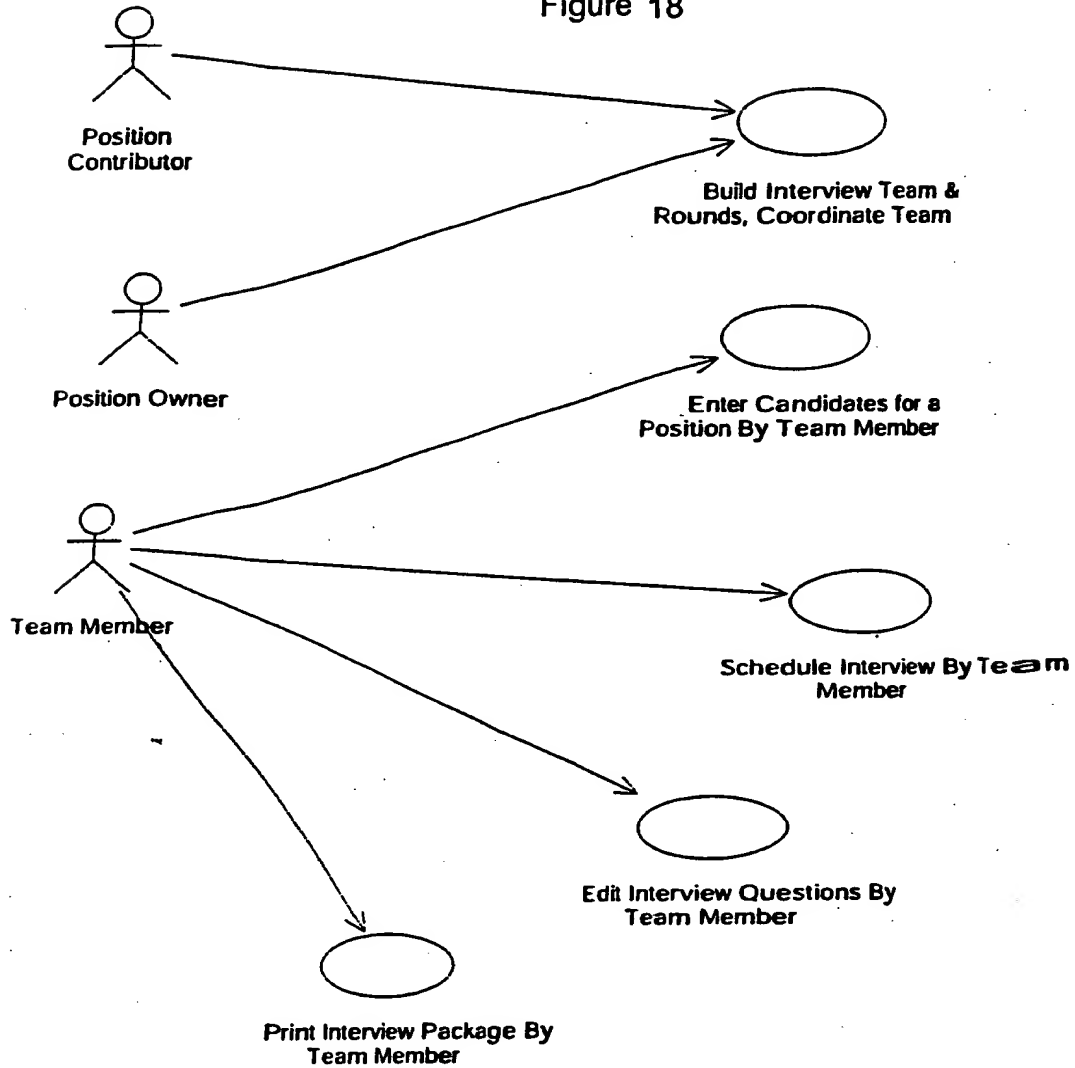 Figure 18
Position
Contributor
Build Interview Team &
Rounds, Coordinate Team
Position Owner
Enter Candidates for a
Position By Team Member
Team Member
Schedule Interview By Team
Member
Edit Interview Questions By
Team Member
Print Interview Package By
Team Member